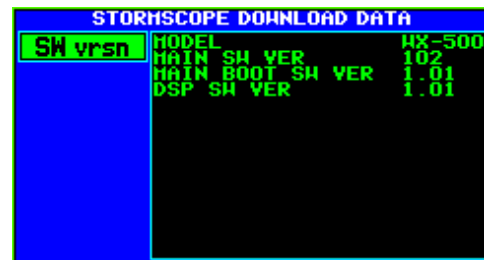 STORMSCOPE DOWNLOAD DATA
SW vrsn
MODEL WX-500
MAIN SW VER 102
MAIN BOOT SW VER 1.01
DSP SW VER 1.01